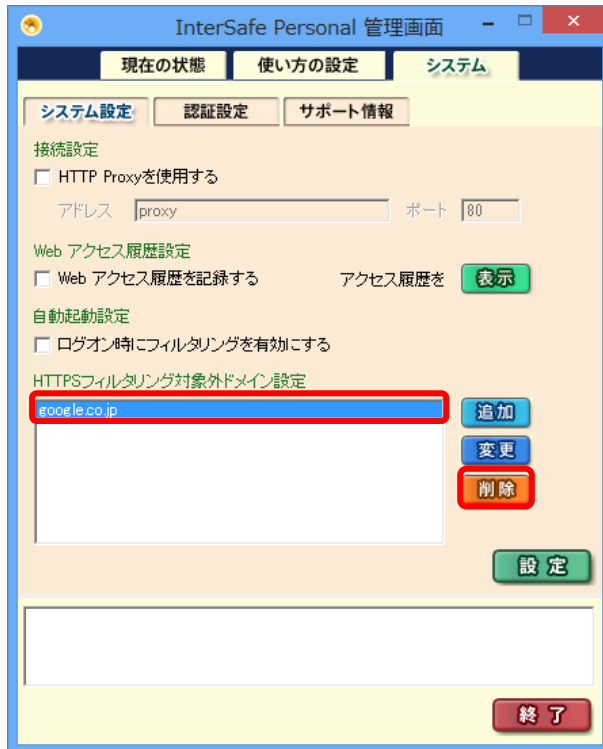 InterSafe Personal 管理画面
現在の状態 使い方の設定 システム
システム設定 認証設定 サポート情報
接続設定
HTTP Proxyを使用する
アドレス proxy ポート 80
Web アクセス履歴設定
Web アクセス履歴を記録する アクセス履歴を 表示
自動起動設定
ログオン時にフィルタリングを有効にする
HTTPSフィルタリング対象外ドメイン設定
google.co.jp 追加
変更
削除
設定
終了